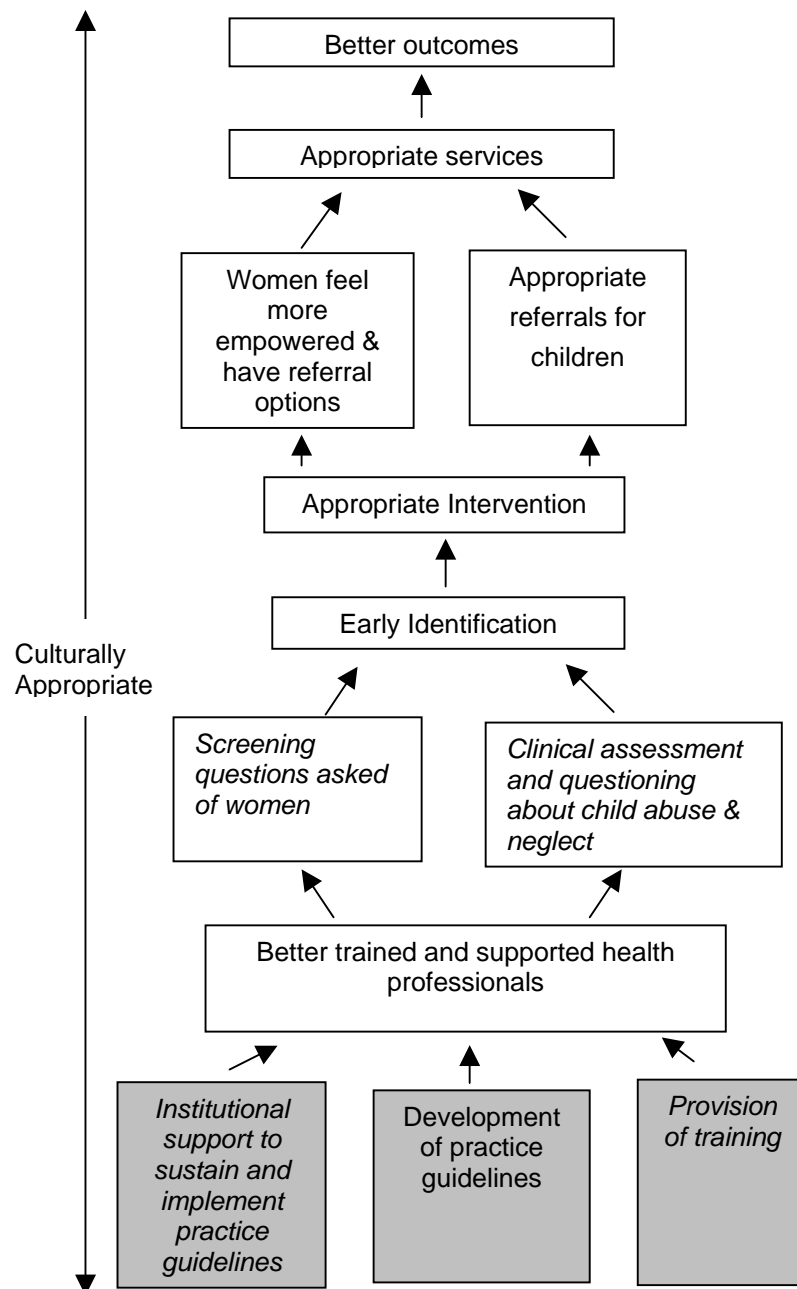 Better outcomes
Appropriate services
Women feel
more
empowered &
have referral
options
Appropriate
referrals for
children
Appropriate Intervention
Early Identification
Culturally
Appropriate
Screening
questions asked
of women
Clinical assessment
and questioning
about child abuse &
neglect
Better trained and supported health
professionals
Institutional
support to
sustain and
implement
practice
guidelines
Development
of practice
guidelines
Provision
of training